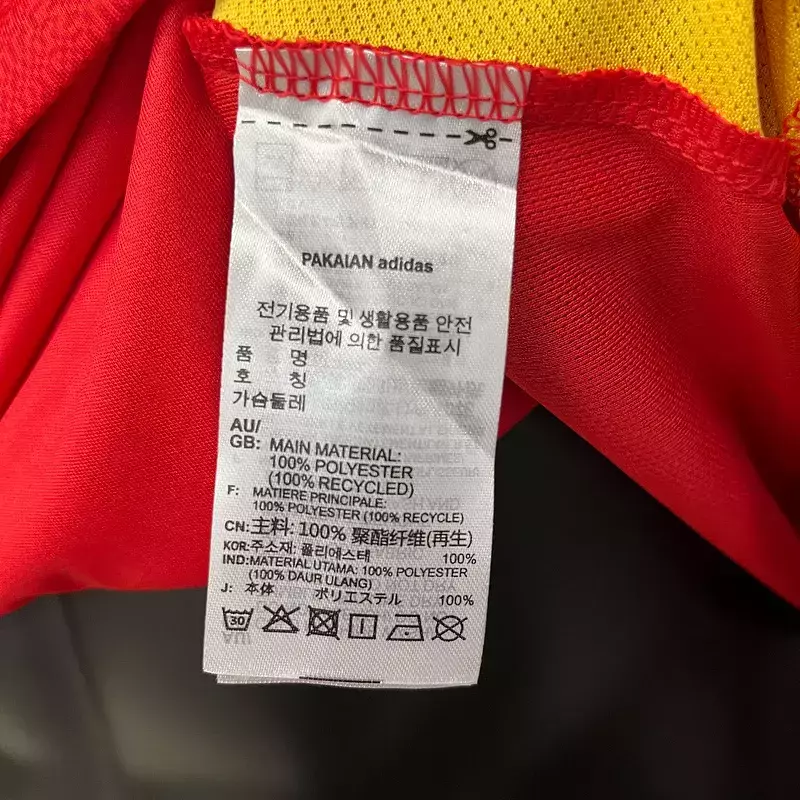 PAKAIAN adidas
전기용품 및 생활용품 안전
관리법에 의한 품질표시
품 명
호 칭
가슴둘레
AU/
GB: MAIN MATERIAL:
100% POLYESTER
(100% RECYCLED)
F: MATIERE PRINCIPALE:
100% POLYESTER (100% RECYCLE)
CN: 主料: 100% 聚酯纤维(再生)
KOR: 주소재: 폴리에스테 100%
IND: MATERIAL UTAMA: 100% POLYESTER
(100% DAUR ULANG)
J: 本体 ポリエステル 100%
30